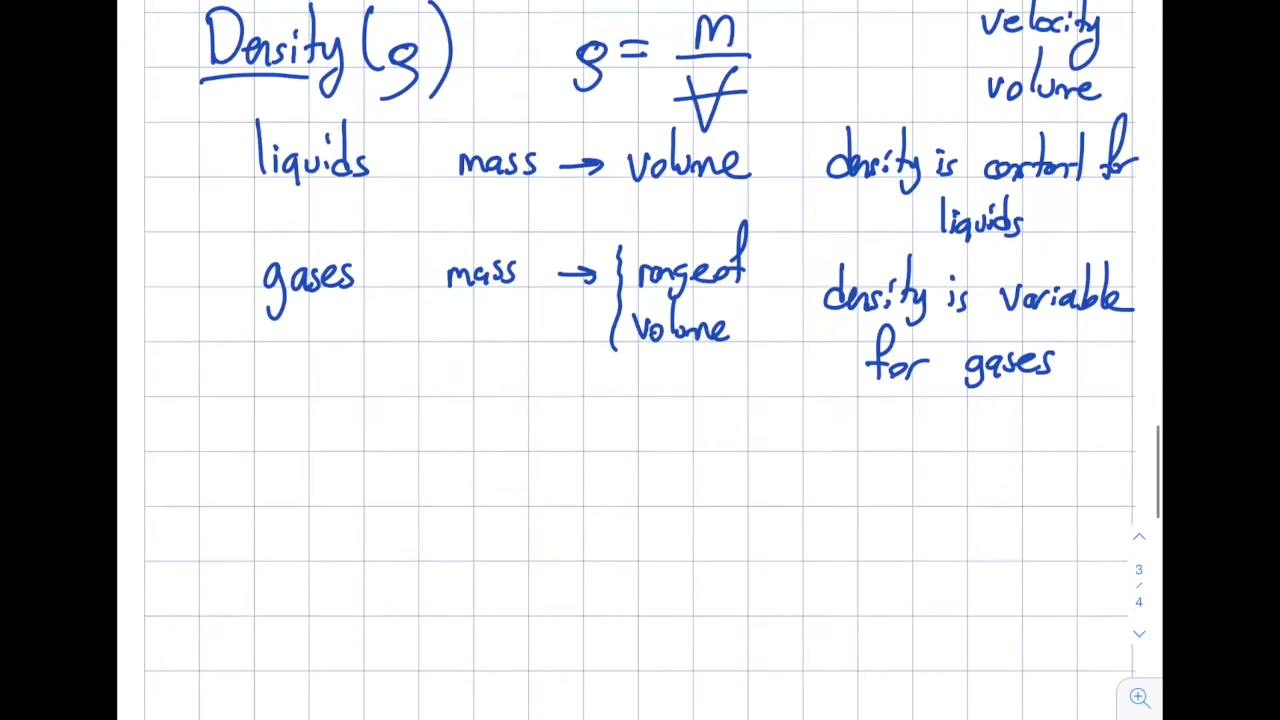 Density (ρ) ρ = m / V
velocity
volume
liquids mass → volume density is constant for
liquids
gases mass → { range of
volume
density is variable
for gases
3
/
4